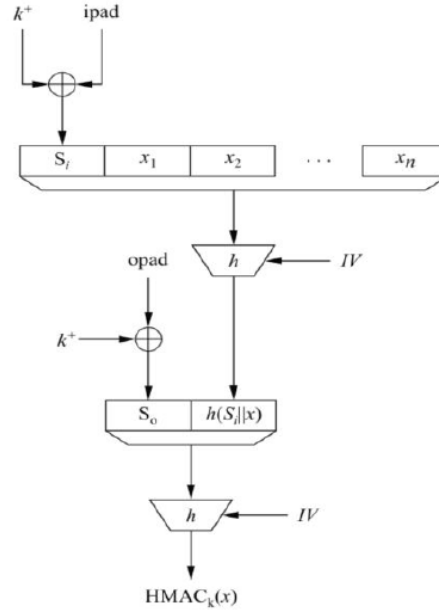 k⁺ ipad
Sᵢ x₁ x₂ . . . xₙ
h IV
opad
k⁺
Sₒ h(Sᵢ||x)
h IV
HMACₖ(x)